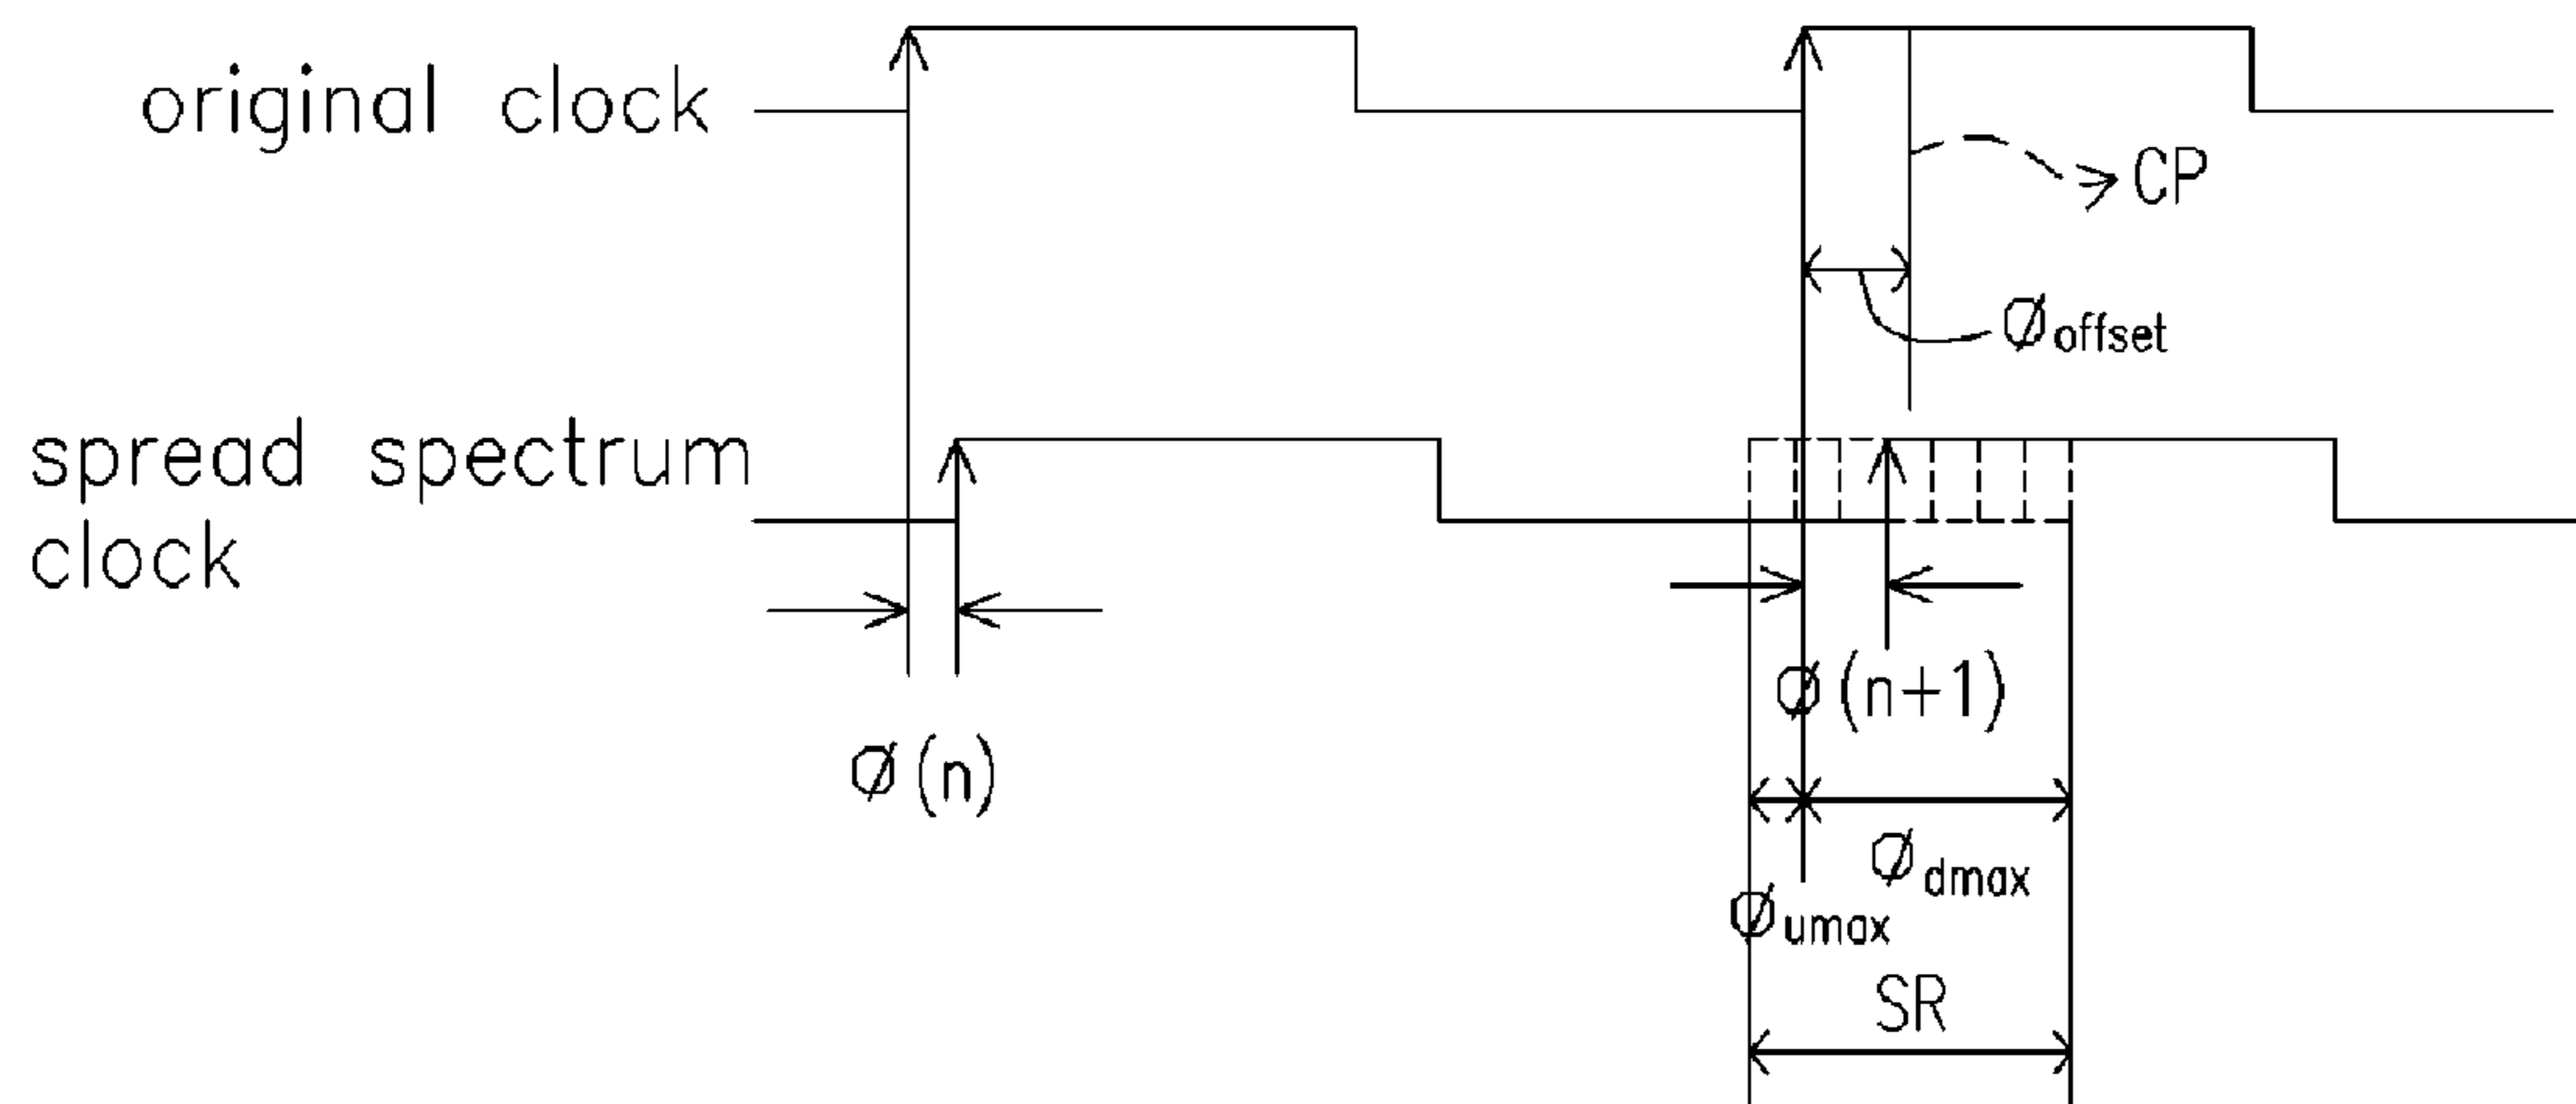 original clock
CP
Øoffset
spread spectrum
clock
Ø(n+1)
Ø(n)
Ødmax
Øumax
SR